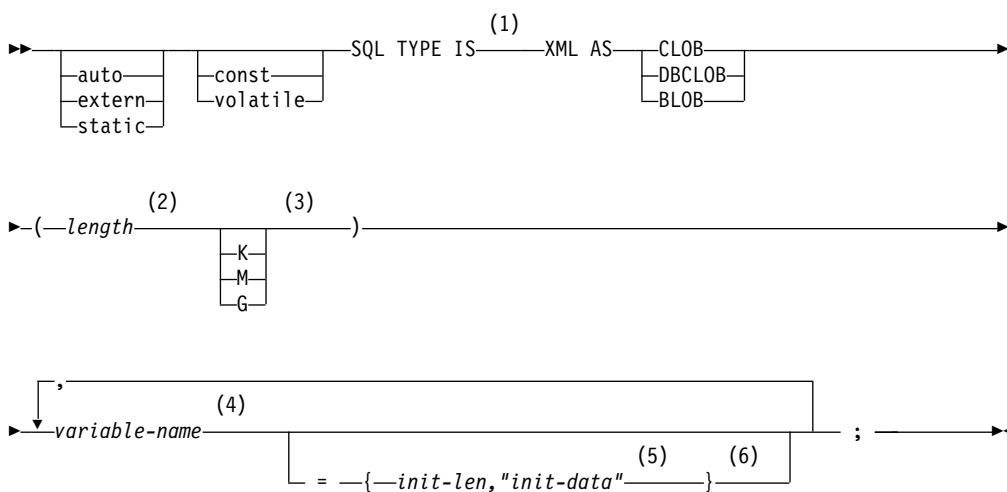 (1)
SQL TYPE IS XML AS CLOB
auto const DBCLOB
extern volatile BLOB
static
(2) (3)
( length )
K
M
G
,
(4)
variable-name ;
(5) (6)
= { init-len,"init-data" }